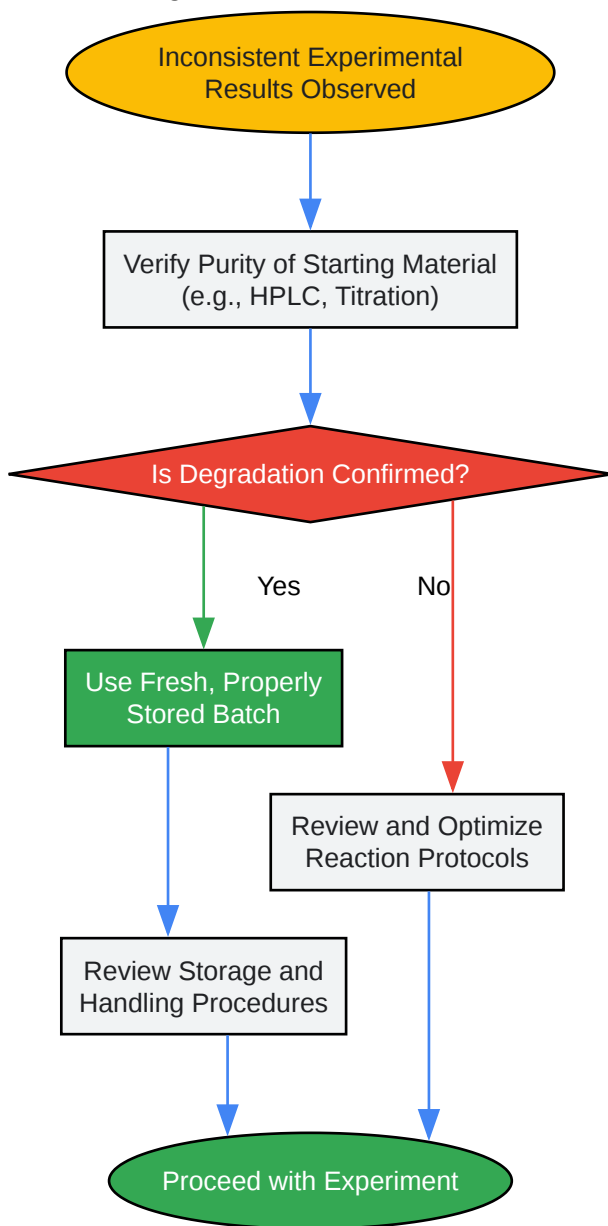 Inconsistent Experimental
Results Observed
Verify Purity of Starting Material
(e.g., HPLC, Titration)
Is Degradation Confirmed?
Yes
No
Use Fresh, Properly
Stored Batch
Review and Optimize
Reaction Protocols
Review Storage and
Handling Procedures
Proceed with Experiment